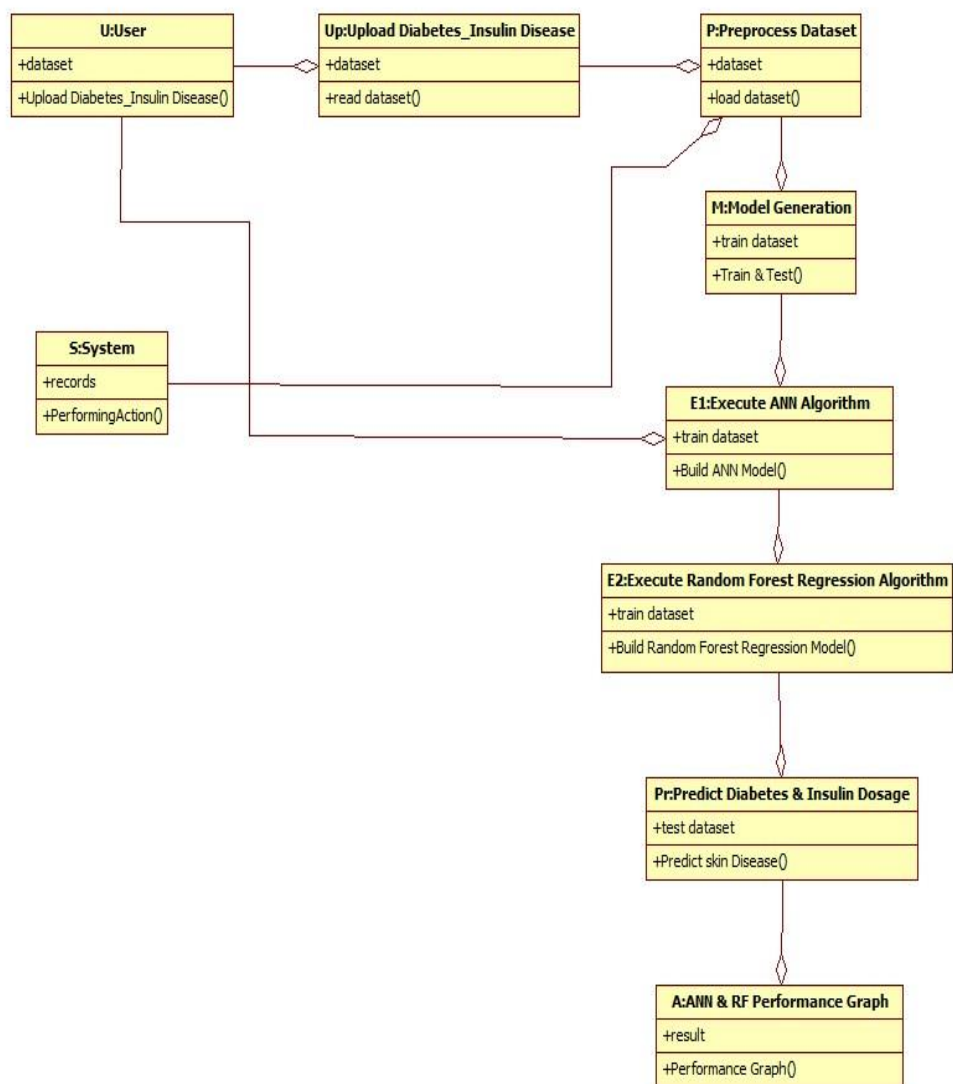 U:User
+dataset
+Upload Diabetes_Insulin Disease()
Up:Upload Diabetes_Insulin Disease
+dataset
+read dataset()
P:Preprocess Dataset
+dataset
+load dataset()
M:Model Generation
+train dataset
+Train & Test()
S:System
+records
+PerformingAction()
E1:Execute ANN Algorithm
+train dataset
+Build ANN Model()
E2:Execute Random Forest Regression Algorithm
+train dataset
+Build Random Forest Regression Model()
Pr:Predict Diabetes & Insulin Dosage
+test dataset
+Predict skin Disease()
A:ANN & RF Performance Graph
+result
+Performance Graph()